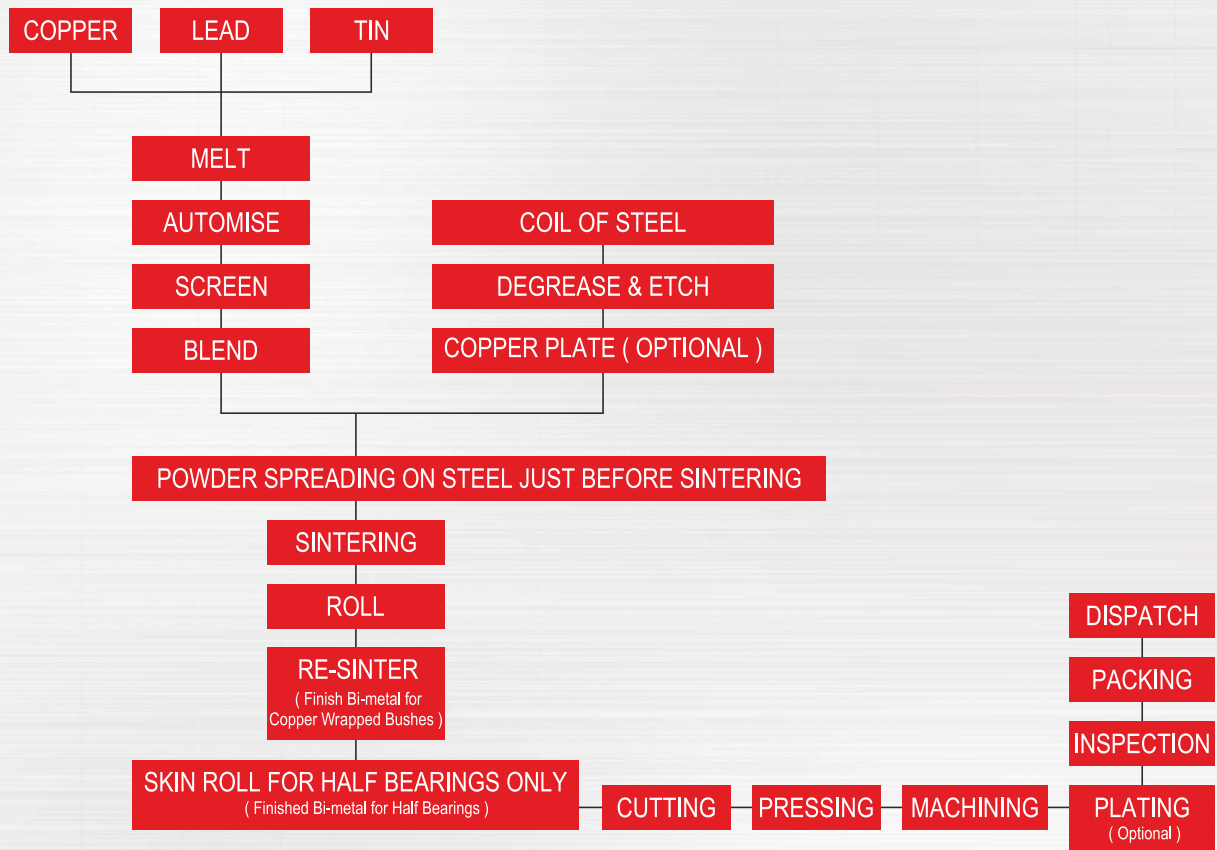 COPPER
LEAD
TIN
MELT
AUTOMISE
SCREEN
BLEND
COIL OF STEEL
DEGREASE & ETCH
COPPER PLATE ( OPTIONAL )
POWDER SPREADING ON STEEL JUST BEFORE SINTERING
SINTERING
ROLL
RE-SINTER
( Finish Bi-metal for
Copper Wrapped Bushes )
SKIN ROLL FOR HALF BEARINGS ONLY
( Finished Bi-metal for Half Bearings )
CUTTING
PRESSING
MACHINING
PLATING
( Optional )
INSPECTION
PACKING
DISPATCH